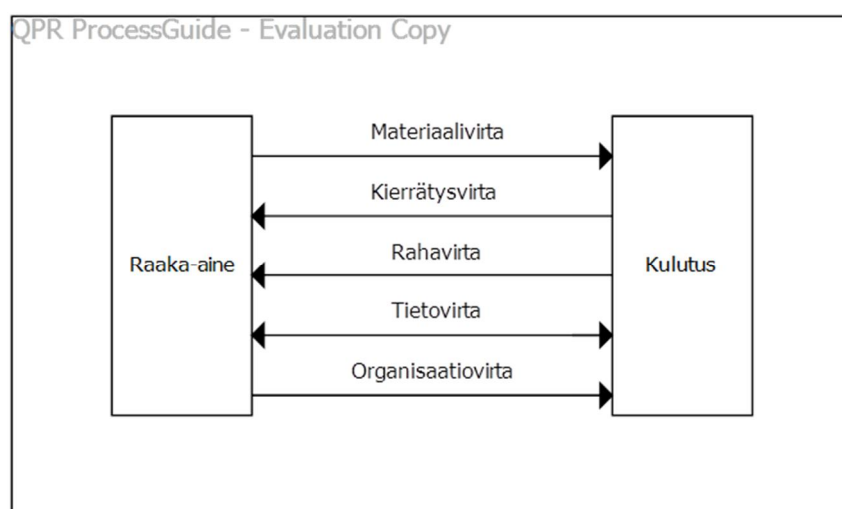 QPR ProcessGuide - Evaluation Copy
Materiaalivirta
Kierrätysvirta
Raaka-aine
Rahavirta
Kulutus
Tietovirta
Organisaatiovirta